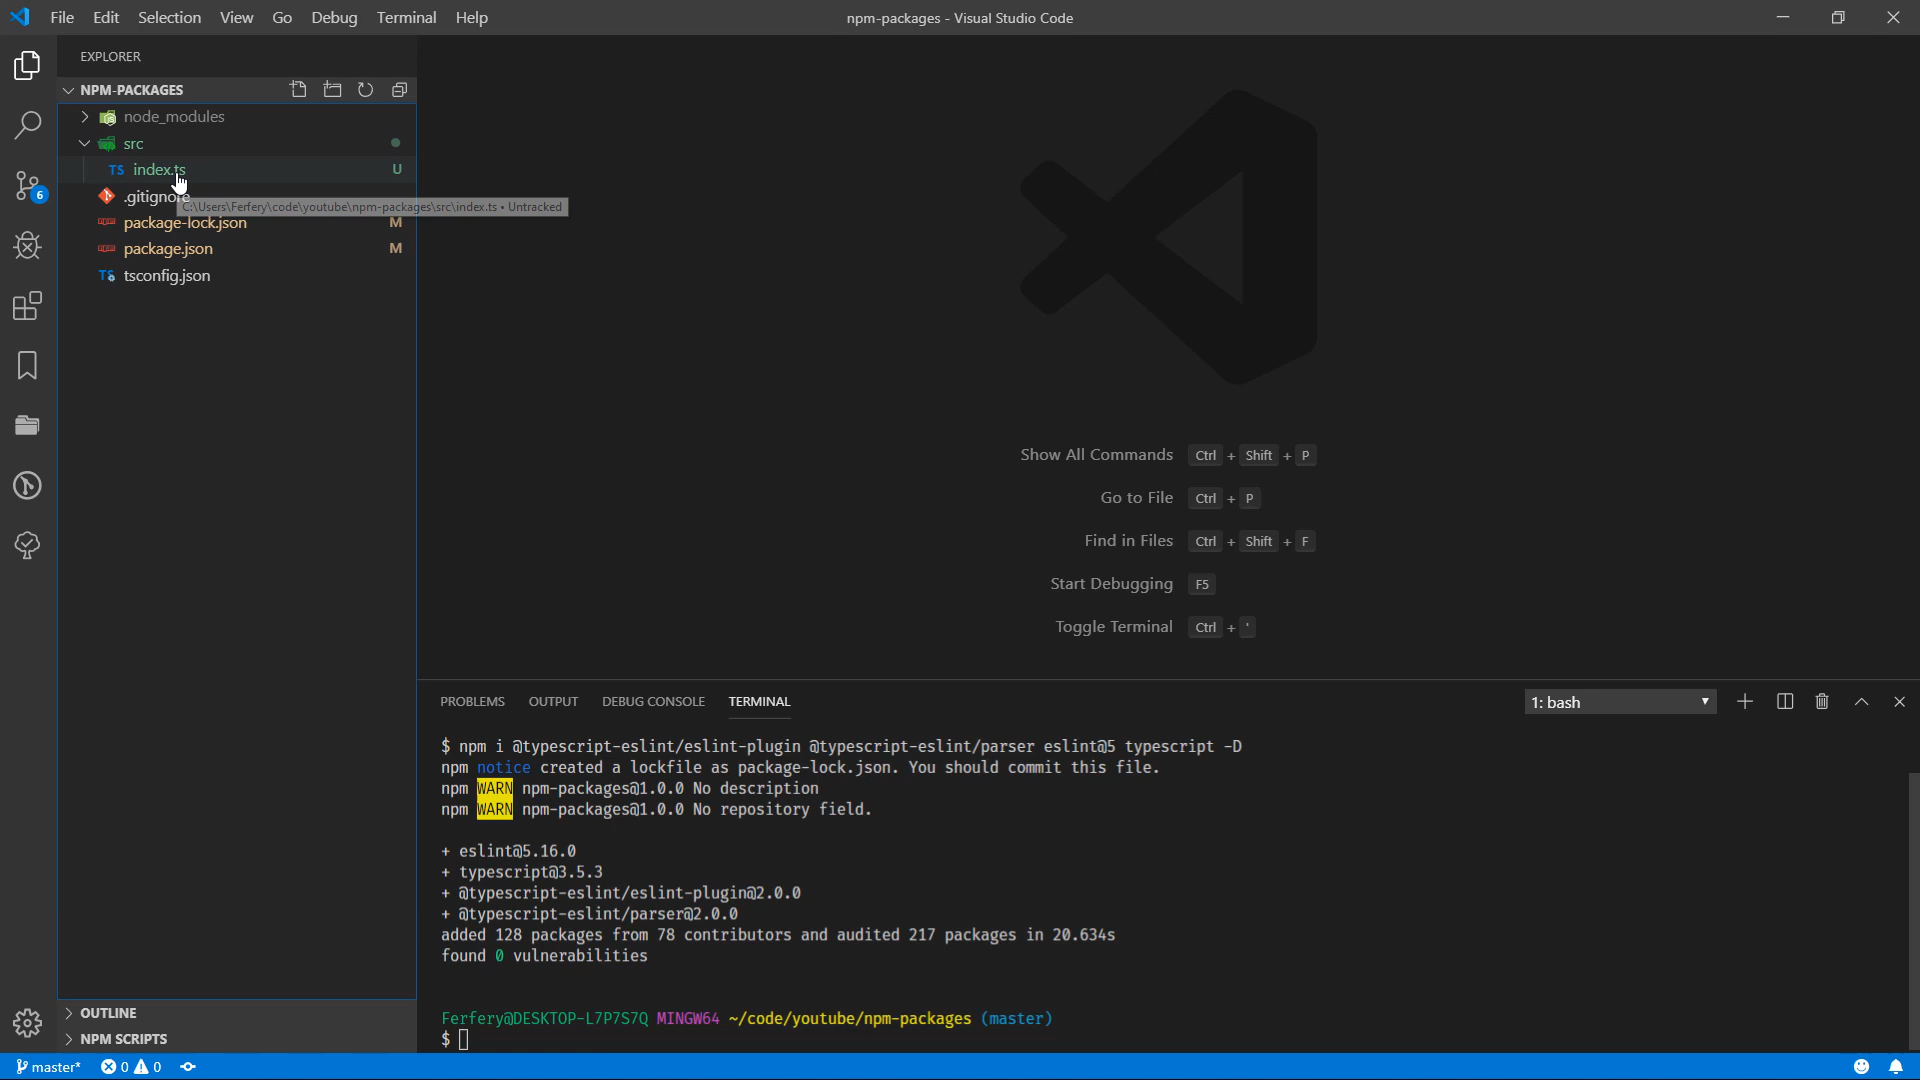 File Edit Selection View Go Debug Terminal Help
npm-packages - Visual Studio Code
EXPLORER
NPM-PACKAGES
node_modules
src
TS index.ts U
.gitignore
C:\Users\Ferfery\code\youtube\npm-packages\src\index.ts • Untracked
package-lock.json M
package.json M
TS tsconfig.json
6
Show All Commands Ctrl + Shift + P
Go to File Ctrl + P
Find in Files Ctrl + Shift + F
Start Debugging F5
Toggle Terminal Ctrl + '
PROBLEMS OUTPUT DEBUG CONSOLE TERMINAL
1: bash
$ npm i @typescript-eslint/eslint-plugin @typescript-eslint/parser eslint@5 typescript -D
npm notice created a lockfile as package-lock.json. You should commit this file.
npm WARN npm-packages@1.0.0 No description
npm WARN npm-packages@1.0.0 No repository field.
+ eslint@5.16.0
+ typescript@3.5.3
+ @typescript-eslint/eslint-plugin@2.0.0
+ @typescript-eslint/parser@2.0.0
added 128 packages from 78 contributors and audited 217 packages in 20.634s
found 0 vulnerabilities
Ferfery@DESKTOP-L7P7S7Q MINGW64 ~/code/youtube/npm-packages (master)
$
OUTLINE
NPM SCRIPTS
master* 0 0